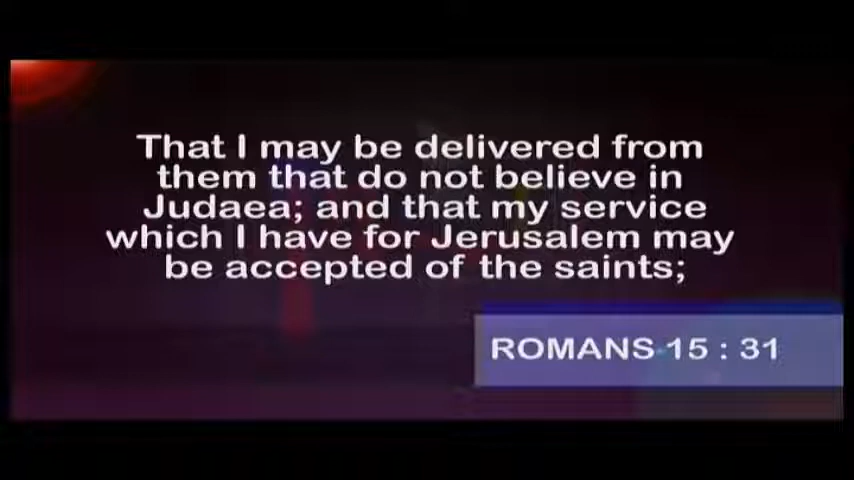 That I may be delivered from
them that do not believe in
Judaea; and that my service
which I have for Jerusalem may
be accepted of the saints;
ROMANS 15 : 31